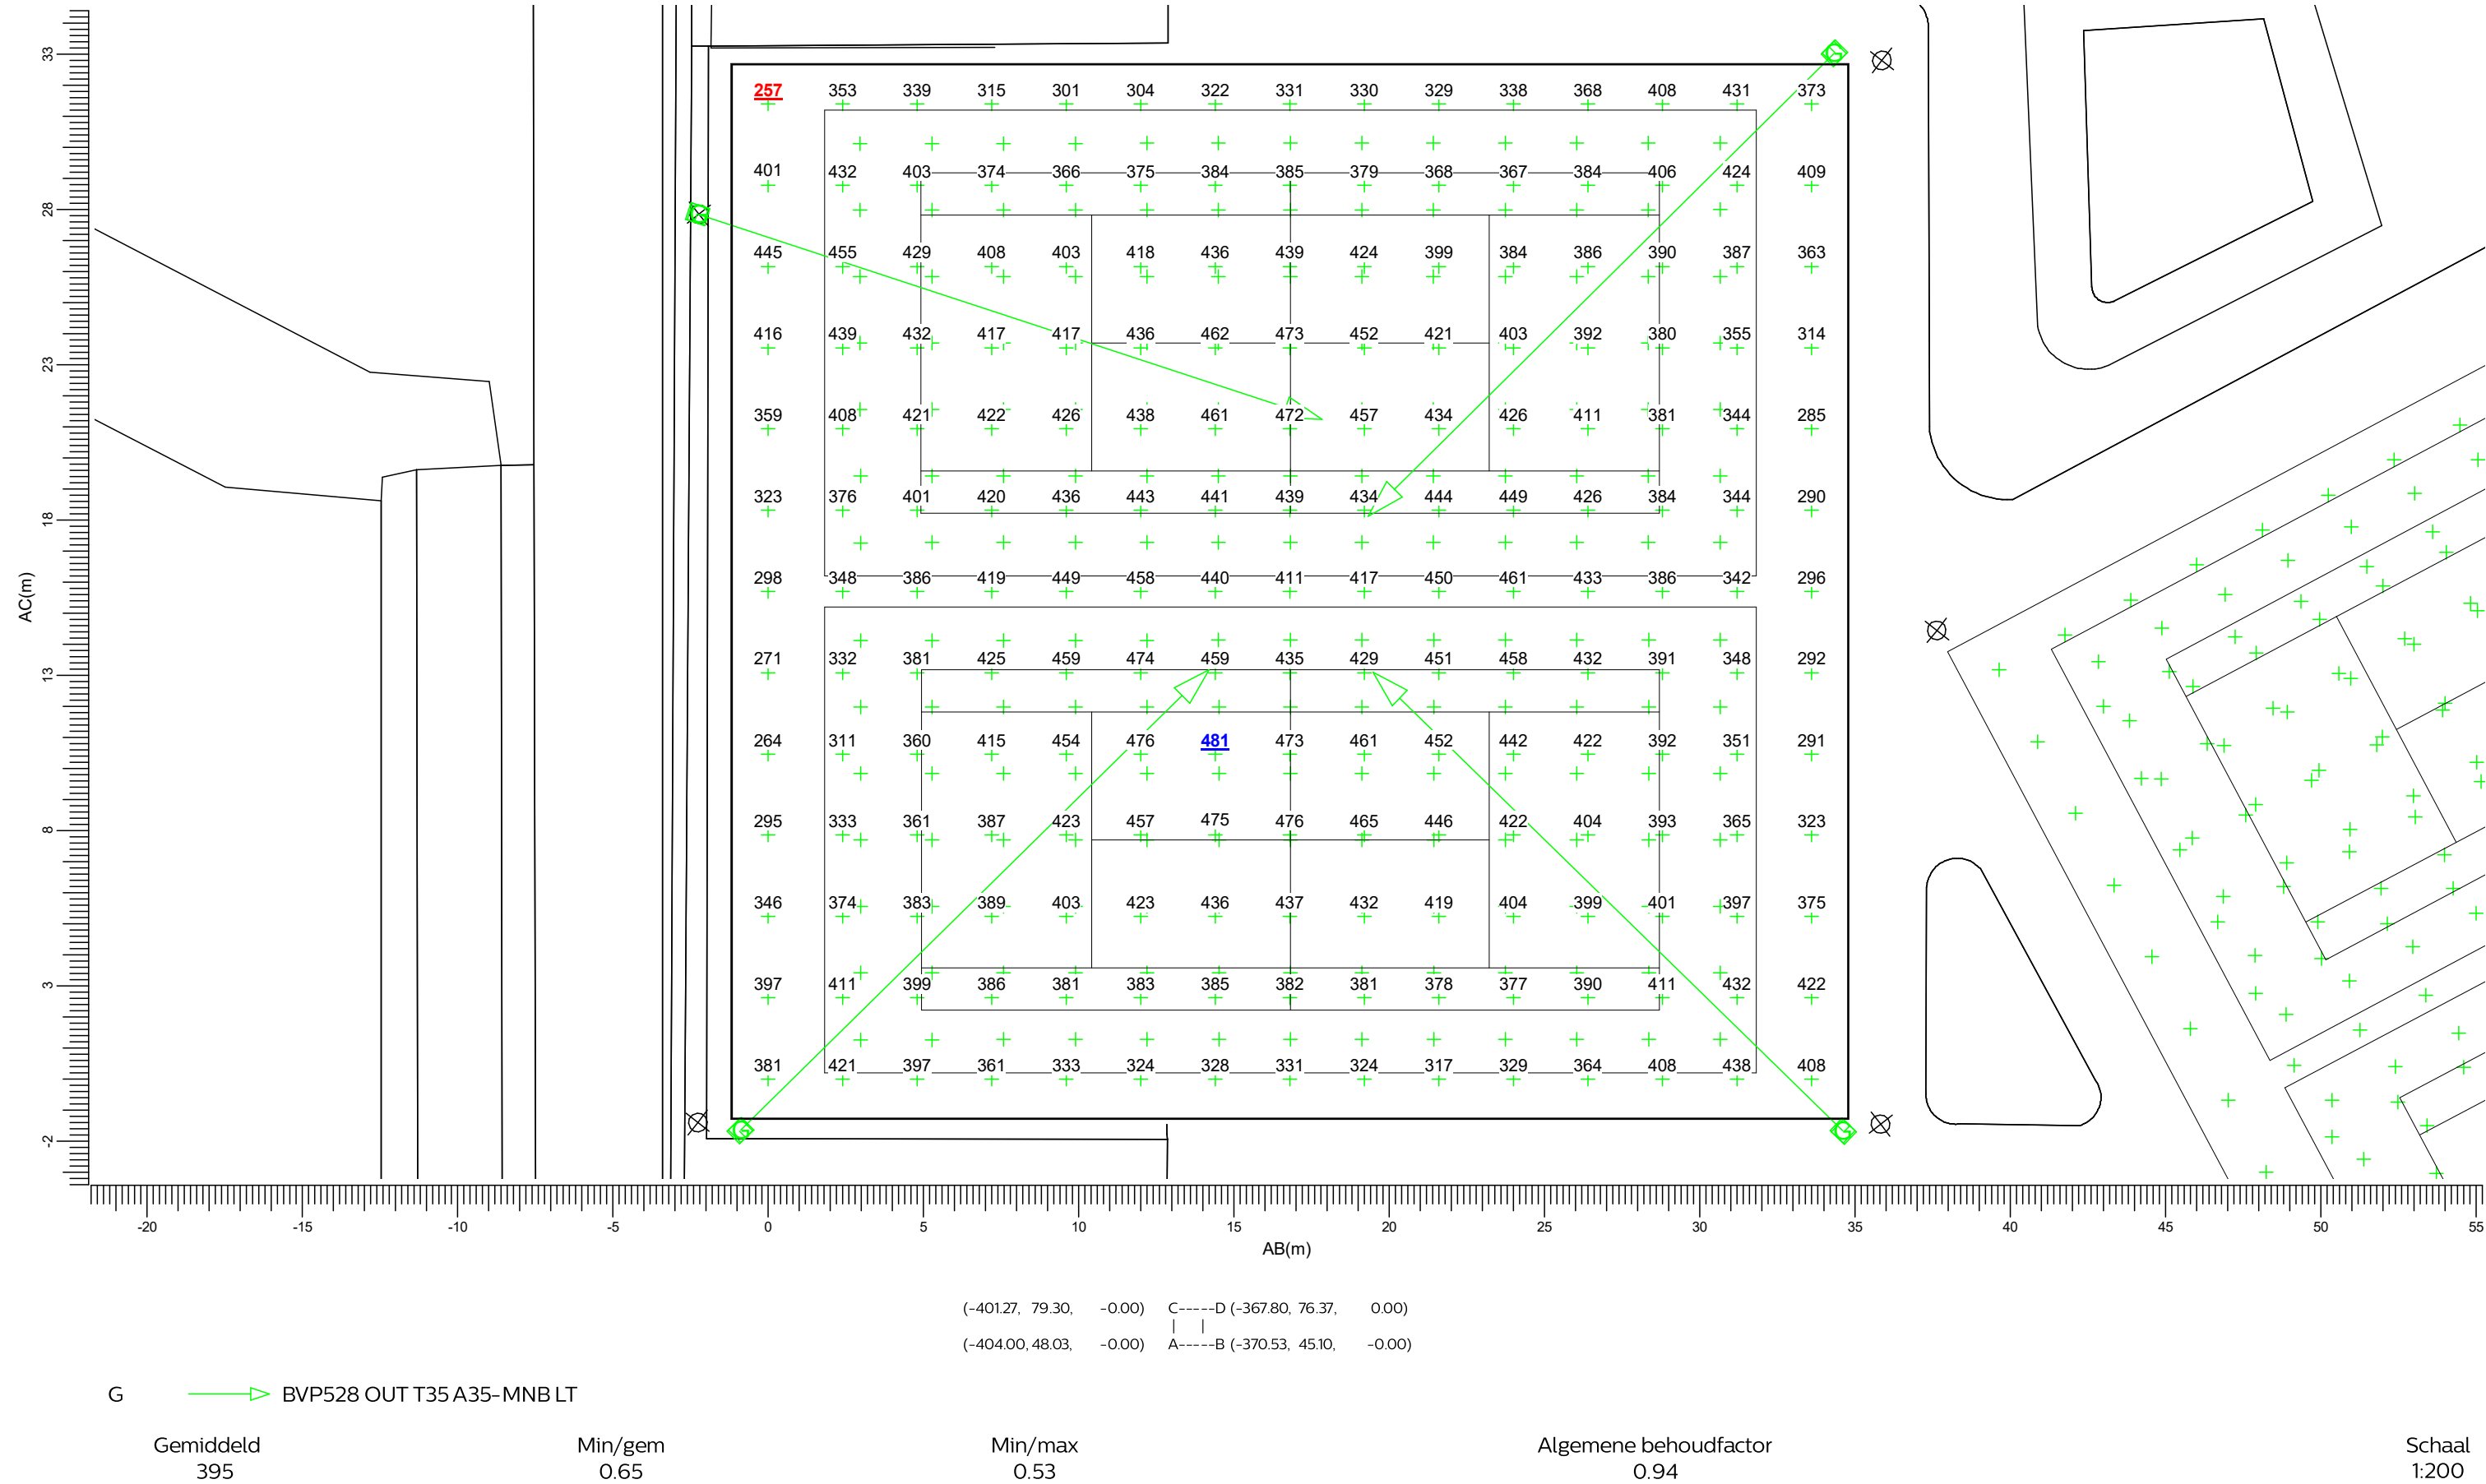 33
257 353 339 315 301 304 322 331 330 329 338 368 408 431 373
401 432 403 374 366 375 384 385 379 368 367 384 406 424 409
28
445 455 429 408 403 418 436 439 424 399 384 386 390 387 363
416 439 432 417 417 436 462 473 452 421 403 392 380 355 314
23
359 408 421 422 426 438 461 472 457 434 426 411 381 344 285
323 376 401 420 436 443 441 439 434 444 449 426 384 344 290
18
298 348 386 419 449 458 440 411 417 450 461 433 386 342 296
AC(m)
271 332 381 425 459 474 459 435 429 451 458 432 391 348 292
13
264 311 360 415 454 476 481 473 461 452 442 422 392 351 291
295 333 361 387 423 457 475 476 465 446 422 404 393 365 323
8
346 374 383 389 403 423 436 437 432 419 404 399 401 397 375
397 411 399 386 381 383 385 382 381 378 377 390 411 432 422
3
381 421 397 361 333 324 328 331 324 317 329 364 408 438 408
G G G G
-2
-20 -15 -10 -5 0 5 10 15 20 25 30 35 40 45 50 55
AB(m)
(-401.27, 79.30, -0.00) C-----D (-367.80, 76.37, 0.00)
| |
(-404.00, 48.03, -0.00) A-----B (-370.53, 45.10, -0.00)
G BVP528 OUT T35 A35-MNB LT
Gemiddeld Min/gem Min/max Algemene behoudfactor Schaal
395 0.65 0.53 0.94 1:200